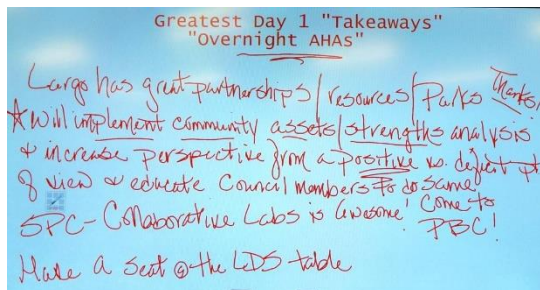 Greatest Day 1 "Takeaways"
"Overnight AHAs"
Largo has great partnerships/resources/Parks Thanks!
★ Will implement community assets/strengths analysis
& increase perspective from a positive vs. deficit pt
of view & educate Council members to do same!
SPC - Collaborative Labs is awesome! Come to
PBC!
Have a seat @ the LDS table